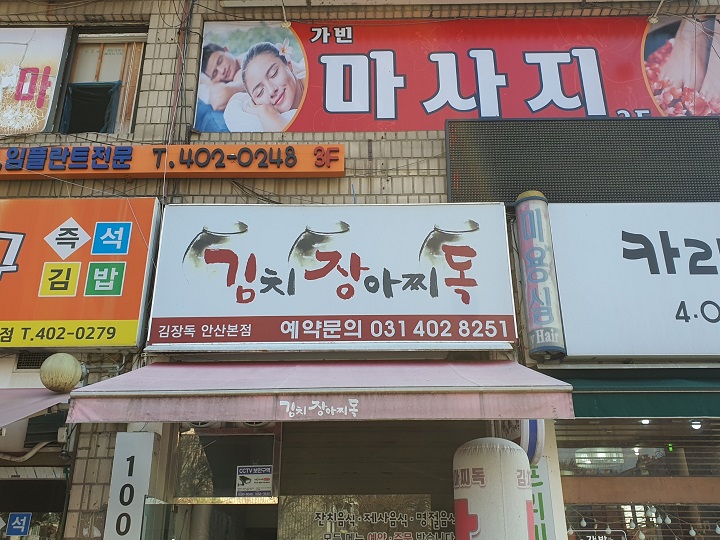 가빈
마사지
임플란트전문 T.402-0248 3F
즉석
김밥
점 T.402-0279
김치 장아찌 독
김장독 안산본점 예약문의 031 402 8251
미용실
Hair
카리
김치 장아찌 독
100
CCTV
석
잔치음식·제사음식·명절음식